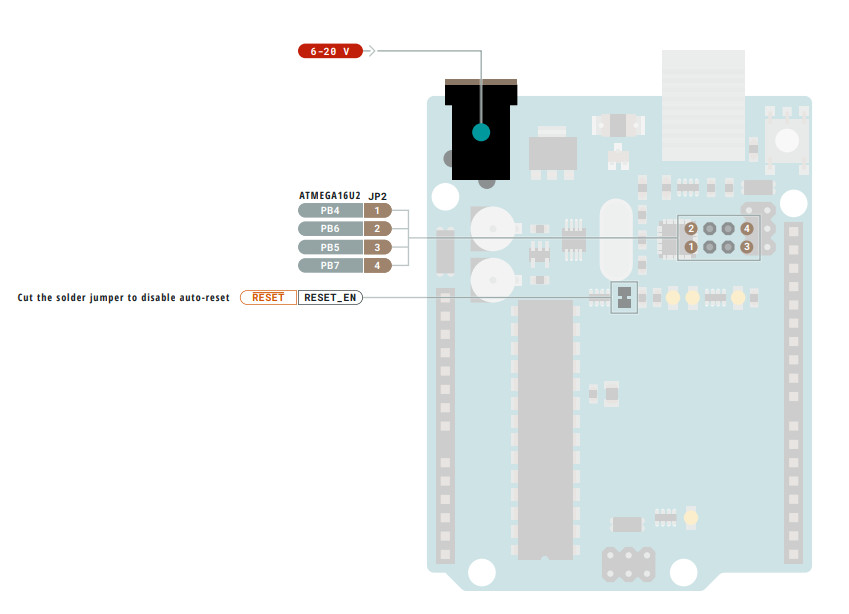 6-20 V
ATMEGA16U2 JP2
PB4 1
PB6 2
PB5 3
PB7 4
2 4
1 3
Cut the solder jumper to disable auto-reset RESET RESET_EN